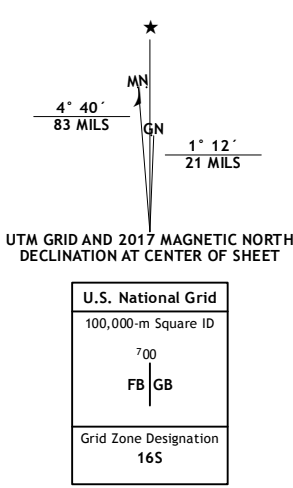 ★
MN
4° 40´
83 MILS
GN
1° 12´
21 MILS
UTM GRID AND 2017 MAGNETIC NORTH
DECLINATION AT CENTER OF SHEET
U.S. National Grid
100,000-m Square ID
⁷00
FB GB
Grid Zone Designation
16S